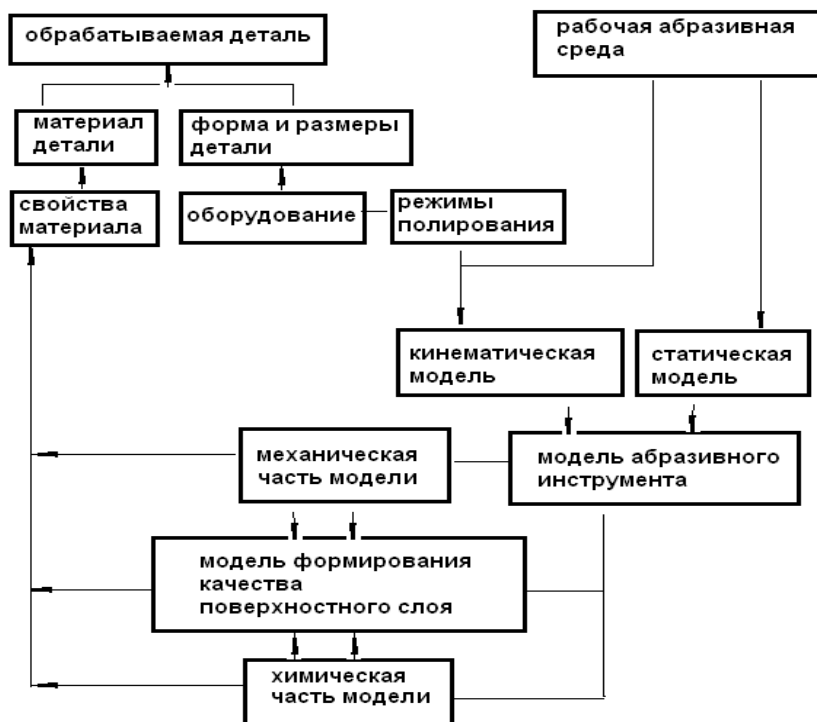 обрабатываемая деталь
рабочая абразивная
среда
материал
детали
форма и размеры
детали
свойства
материала
оборудование
режимы
полирования
кинематическая
модель
статическая
модель
механическая
часть модели
модель абразивного
инструмента
модель формирования
качества
поверхностного слоя
химическая
часть модели